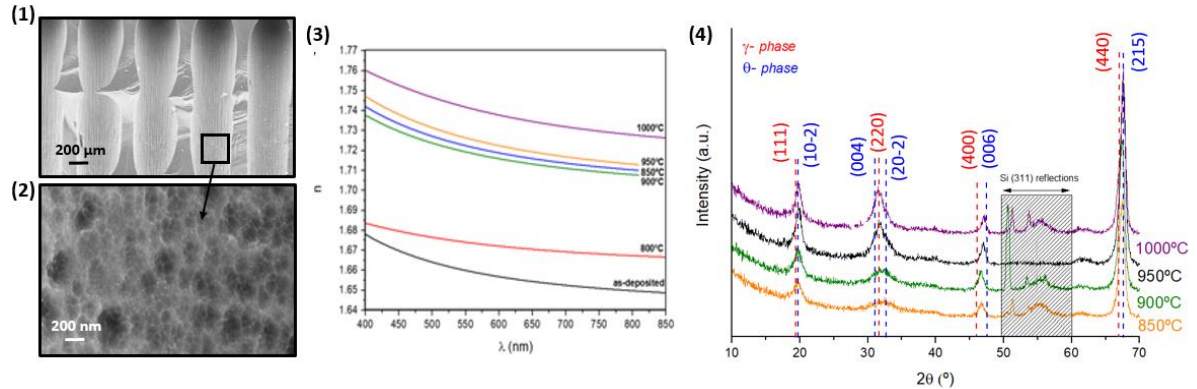 (1)
200 µm
(2)
200 nm
(3)
1.77
1.76
1.75
1.74
1.73
1.72
1.71
1.70
1.69
1.68
1.67
1.66
1.65
1.64
n
1000ºC
950ºC
850ºC
900ºC
800ºC
as-deposited
400 450 500 550 600 650 700 750 800 850
λ (nm)
(4)
γ- phase
θ- phase
(111)
(10-2)
(004)
(220)
(20-2)
(400)
(006)
(440)
(215)
Si (311) reflections
Intensity (a.u.)
1000ºC
950ºC
900ºC
850ºC
10 20 30 40 50 60 70
2θ (º)